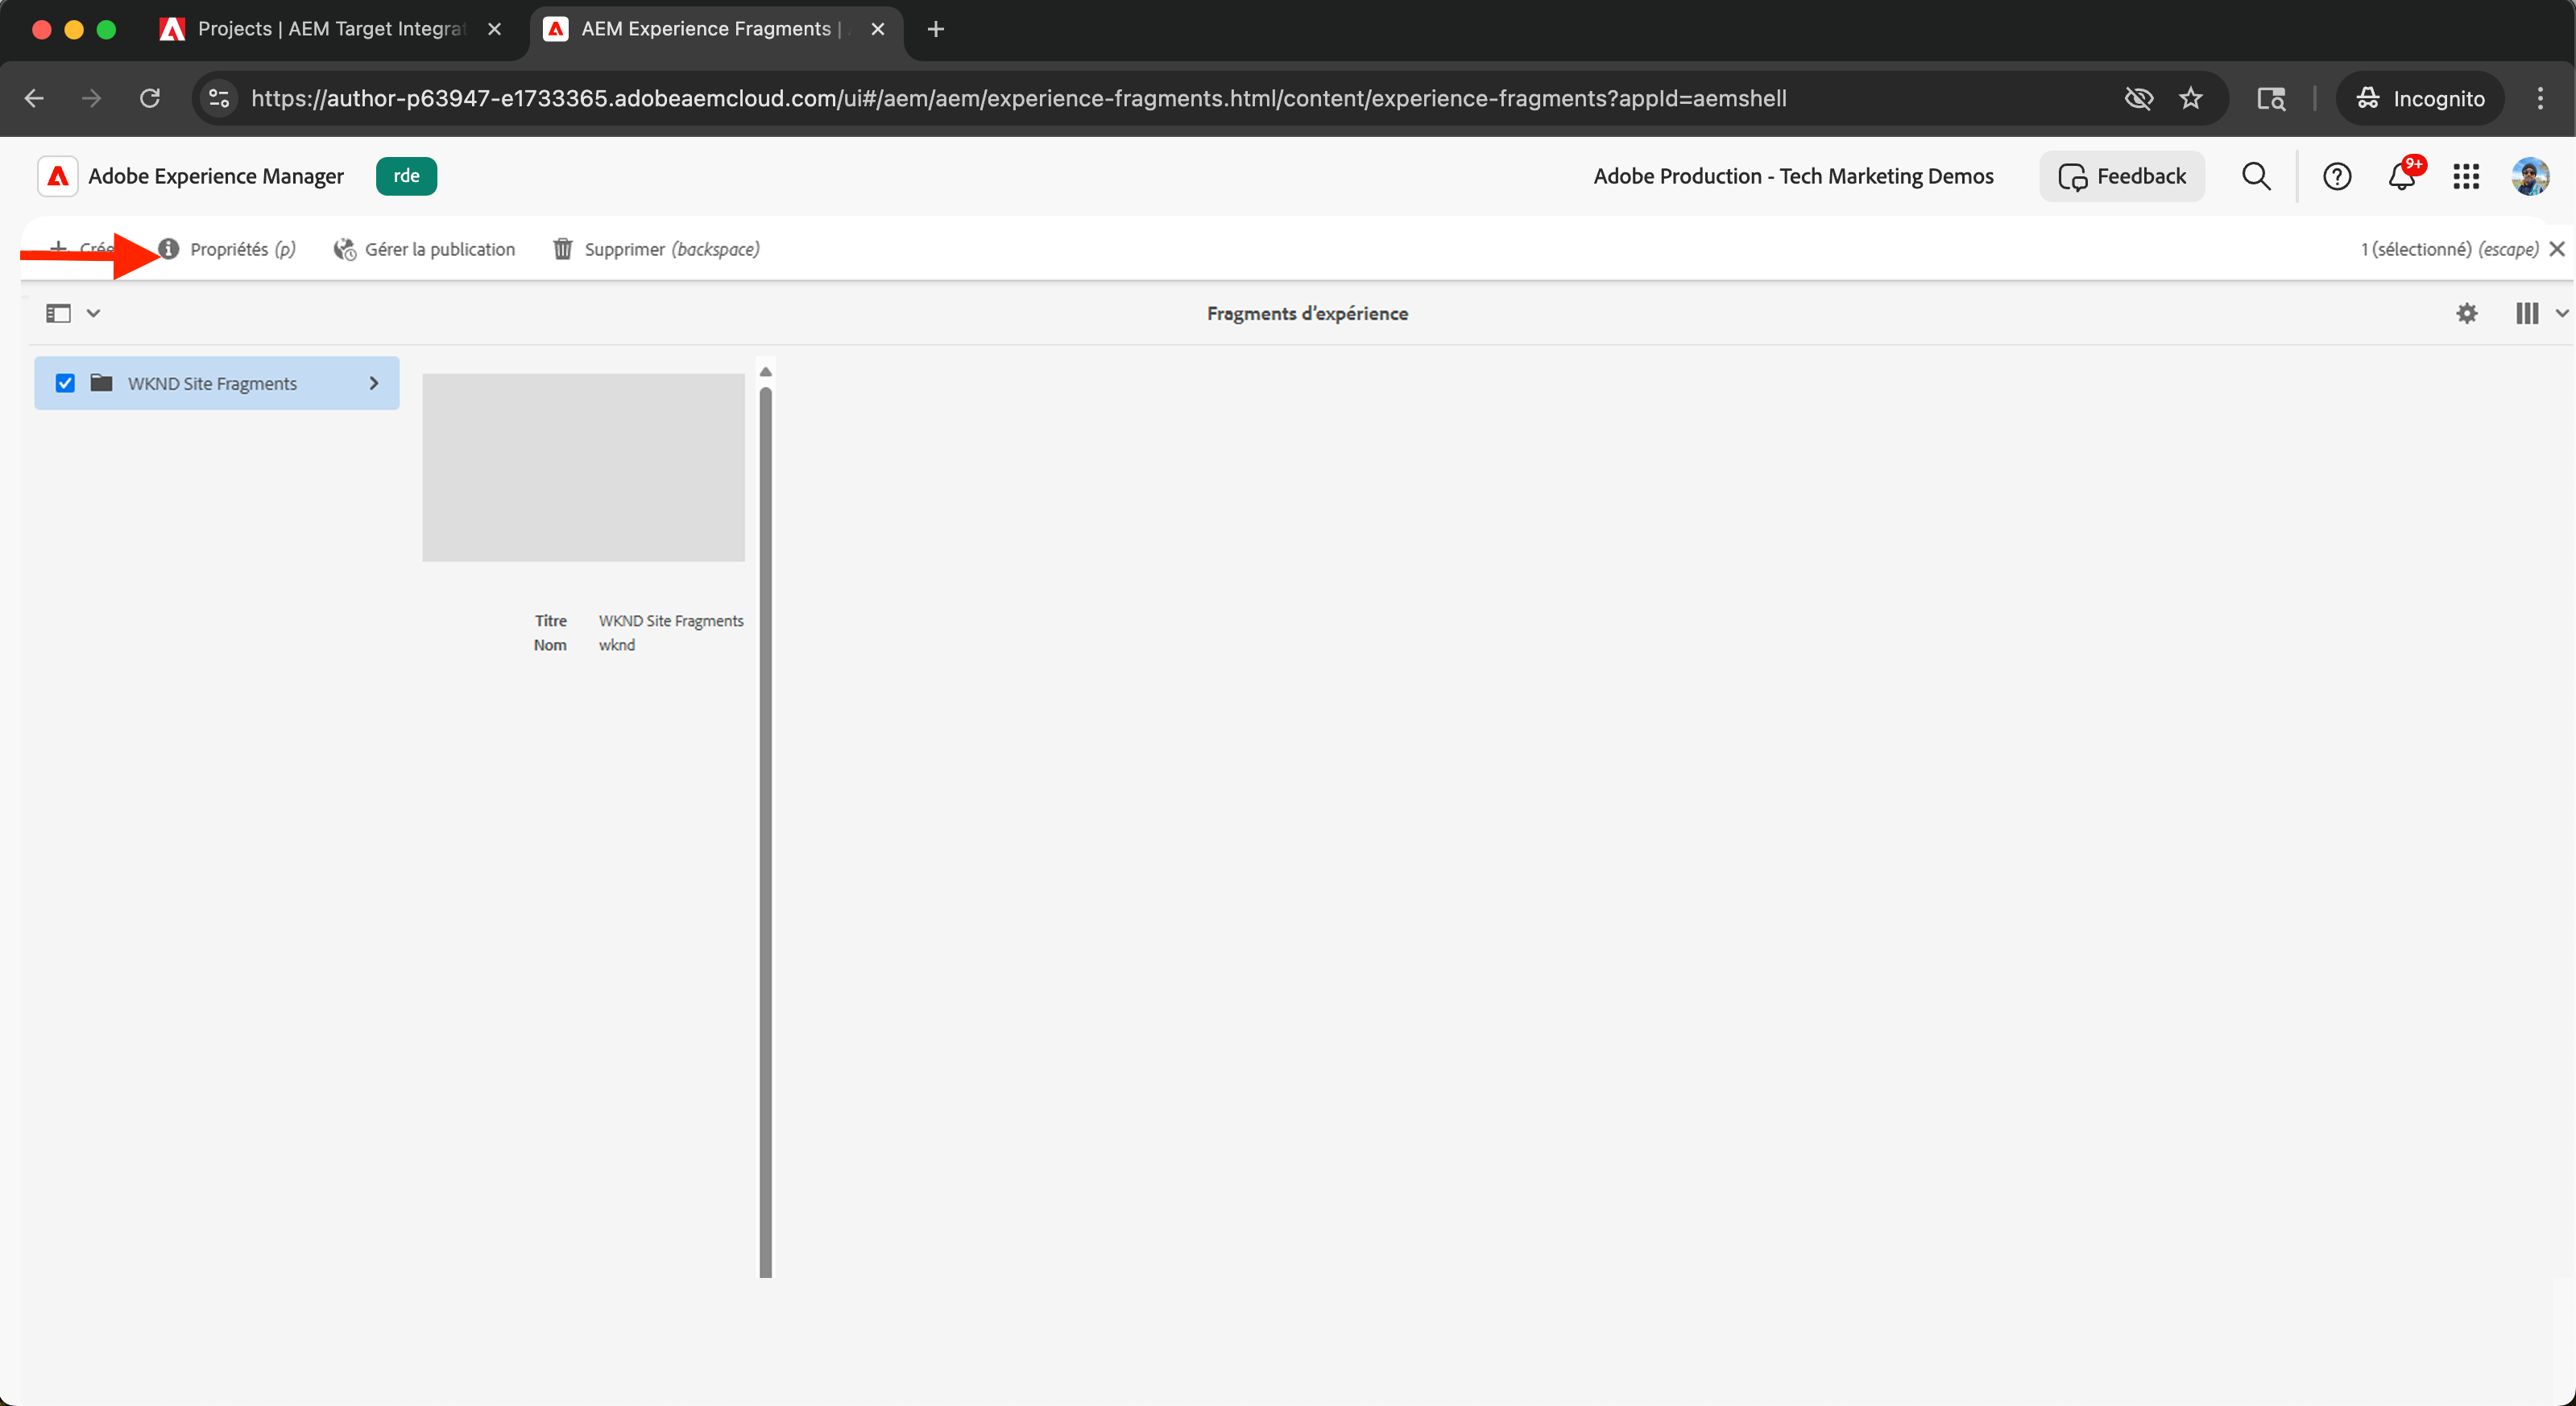 Projects | AEM Target Integrat
AEM Experience Fragments |
https://author-p63947-e1733365.adobeaemcloud.com/ui#/aem/aem/experience-fragments.html/content/experience-fragments?appId=aemshell
Incognito
Adobe Experience Manager
rde
Adobe Production - Tech Marketing Demos
Feedback
9+
Crée
Propriétés (p)
Gérer la publication
Supprimer (backspace)
1 (sélectionné) (escape)
Fragments d'expérience
WKND Site Fragments
Titre WKND Site Fragments
Nom wknd